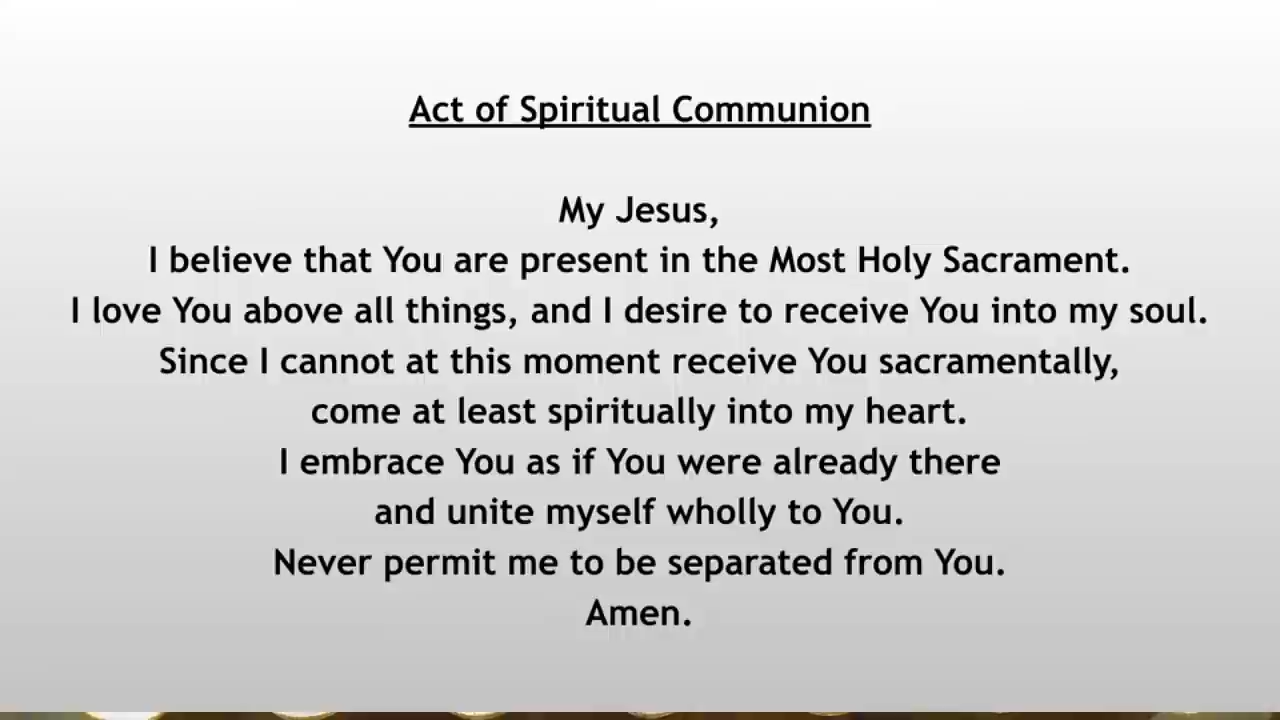 Act of Spiritual Communion
My Jesus,
I believe that You are present in the Most Holy Sacrament.
I love You above all things, and I desire to receive You into my soul.
Since I cannot at this moment receive You sacramentally,
come at least spiritually into my heart.
I embrace You as if You were already there
and unite myself wholly to You.
Never permit me to be separated from You.
Amen.